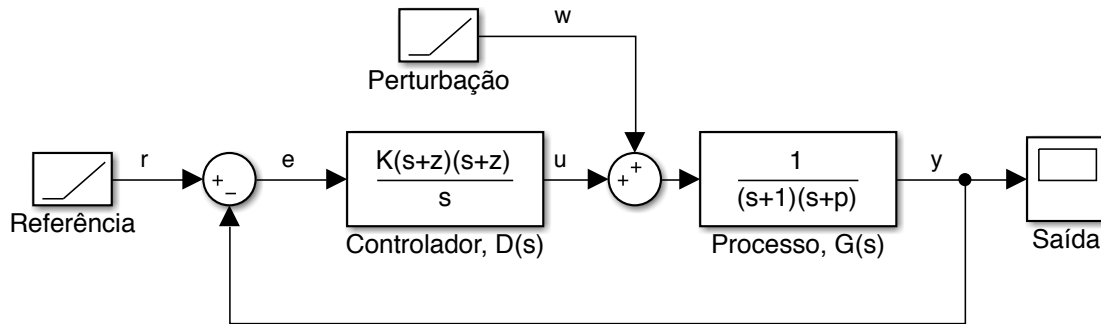 w
Perturbação
r
+
−
e
K(s+z)(s+z)
s
u
+
+
1
(s+1)(s+p)
y
Referência
Controlador, D(s)
Processo, G(s)
Saída